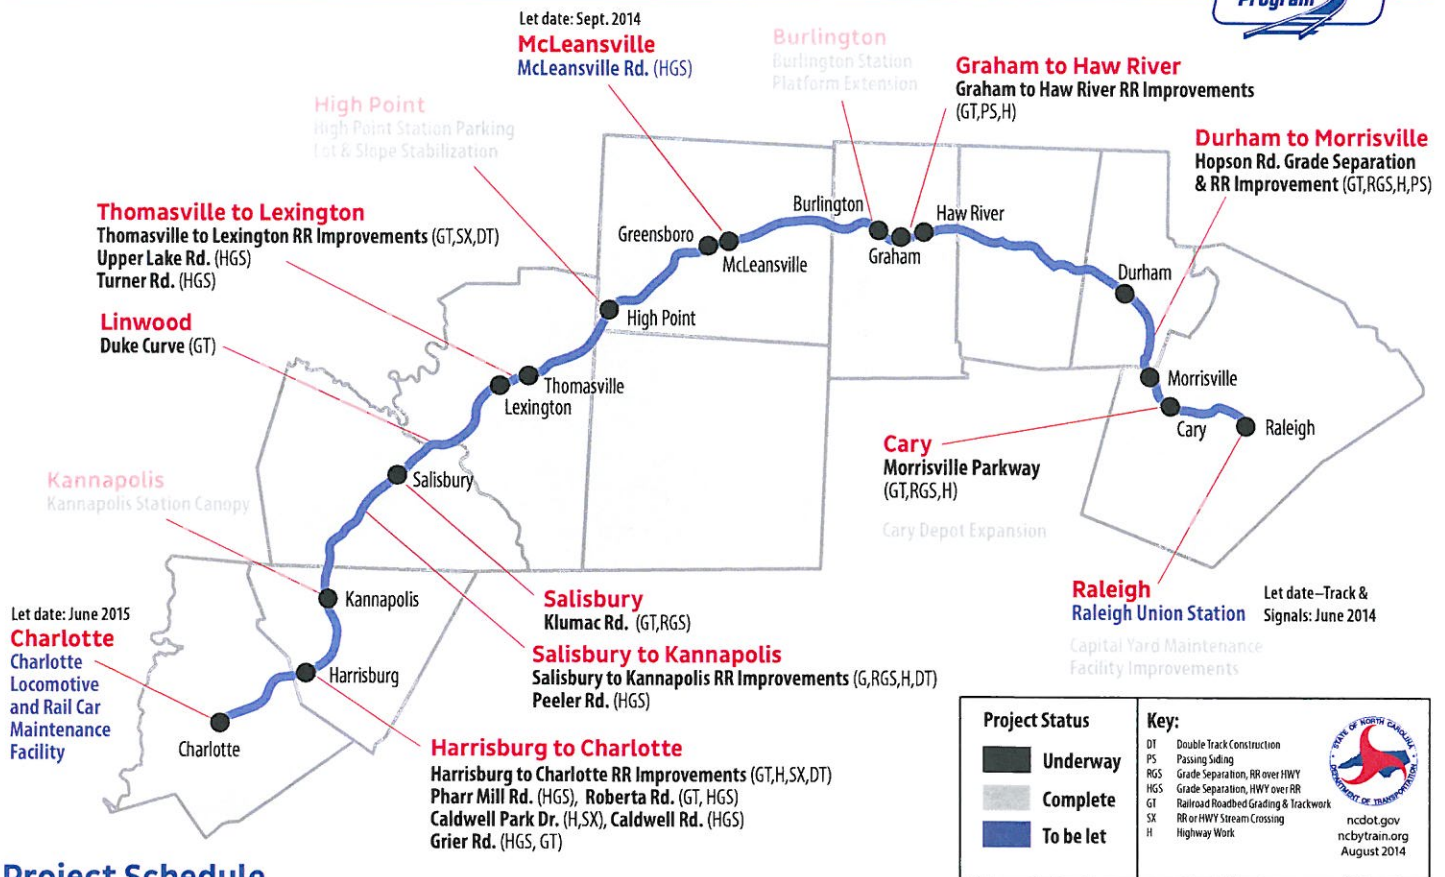 Program
Let date: Sept. 2014
McLeansville
McLeansville Rd. (HGS)
Burlington
Burlington Station
Platform Extension
Graham to Haw River
Graham to Haw River RR Improvements
(GT,PS,H)
High Point
High Point Station Parking
Lot & Slope Stabilization
Durham to Morrisville
Hopson Rd. Grade Separation
& RR Improvement (GT,RGS,H,PS)
Thomasville to Lexington
Thomasville to Lexington RR Improvements (GT,SX,DT)
Upper Lake Rd. (HGS)
Turner Rd. (HGS)
Linwood
Duke Curve (GT)
Greensboro
McLeansville
Burlington
Graham
Haw River
Durham
High Point
Thomasville
Lexington
Morrisville
Cary
Raleigh
Salisbury
Kannapolis
Harrisburg
Charlotte
Kannapolis
Kannapolis Station Canopy
Cary
Morrisville Parkway
(GT,RGS,H)
Cary Depot Expansion
Raleigh
Raleigh Union Station
Let date–Track &
Signals: June 2014
Capital Yard Maintenance
Facility Improvements
Let date: June 2015
Charlotte
Charlotte
Locomotive
and Rail Car
Maintenance
Facility
Salisbury
Klumac Rd. (GT,RGS)
Salisbury to Kannapolis
Salisbury to Kannapolis RR Improvements (G,RGS,H,DT)
Peeler Rd. (HGS)
Harrisburg to Charlotte
Harrisburg to Charlotte RR Improvements (GT,H,SX,DT)
Pharr Mill Rd. (HGS), Roberta Rd. (GT, HGS)
Caldwell Park Dr. (H,SX), Caldwell Rd. (HGS)
Grier Rd. (HGS, GT)
Project Status
Underway
Complete
To be let
Key:
DT Double Track Construction
PS Passing Siding
RGS Grade Separation, RR over HWY
HGS Grade Separation, HWY over RR
GT Railroad Roadbed Grading & Trackwork
SX RR or HWY Stream Crossing
H Highway Work
STATE OF NORTH CAROLINA
DEPARTMENT OF TRANSPORTATION
ncdot.gov
ncbytrain.org
August 2014
Project Schedule